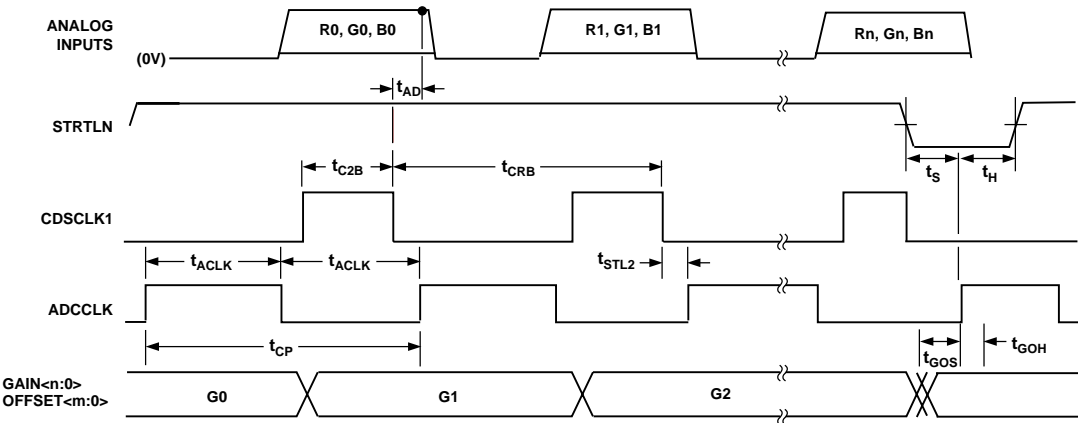 ANALOG
INPUTS
(0V)
R0, G0, B0
R1, G1, B1
Rn, Gn, Bn
tAD
STRTLN
tS
tH
tC2B
tCRB
CDSCLK1
tACLK
tACLK
tSTL2
ADCCLK
tCP
tGOS
tGOH
GAIN<n:0>
OFFSET<m:0>
G0
G1
G2